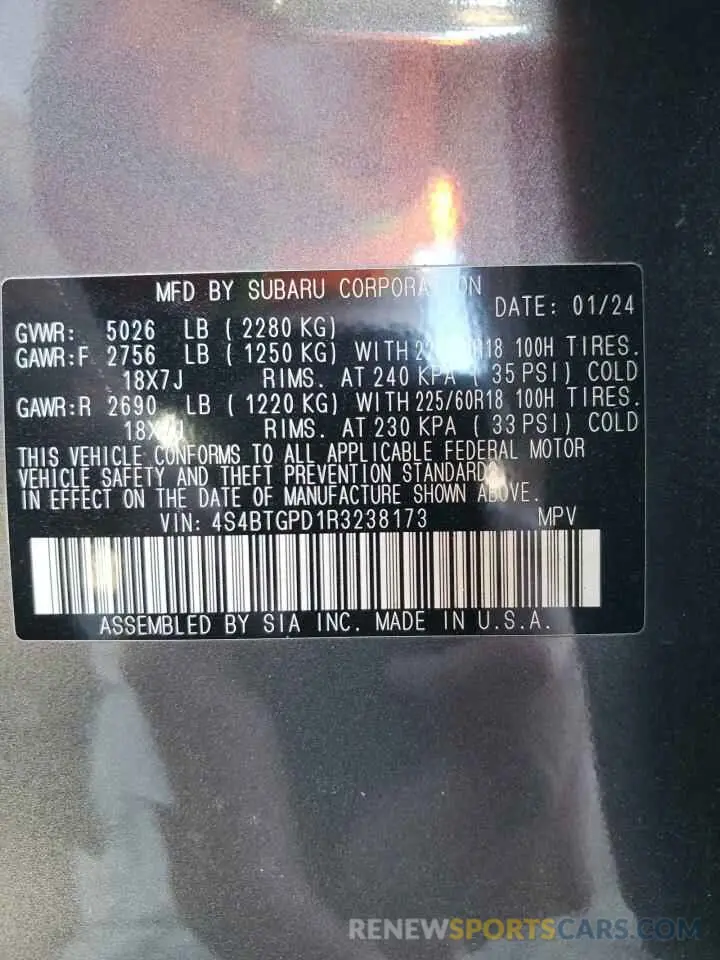 MFD BY SUBARU CORPORATION
DATE: 01/24
GVWR: 5026 LB ( 2280 KG)
GAWR:F 2756 LB ( 1250 KG) WITH R18 100H TIRES.
18X7J RIMS. AT 240 KPA ( 35 PSI) COLD
GAWR:R 2690 LB ( 1220 KG) WITH 225/60R18 100H TIRES.
18X7J RIMS. AT 230 KPA ( 33 PSI) COLD
THIS VEHICLE CONFORMS TO ALL APPLICABLE FEDERAL MOTOR
VEHICLE SAFETY AND THEFT PREVENTION STANDARDS
IN EFFECT ON THE DATE OF MANUFACTURE SHOWN ABOVE.
VIN: 4S4BTGPD1R3238173 MPV
ASSEMBLED BY SIA INC. MADE IN U.S.A.
RENEWSPORTSCARS.COM